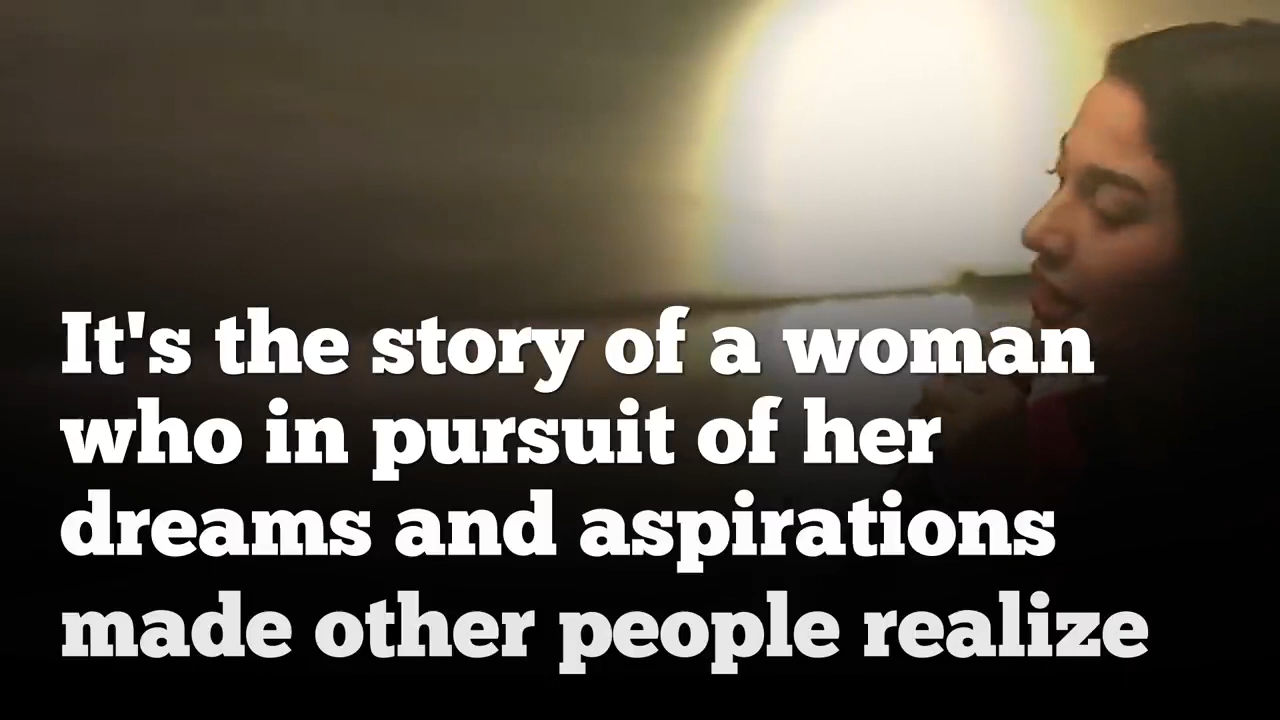 It's the story of a woman
who in pursuit of her
dreams and aspirations
made other people realize